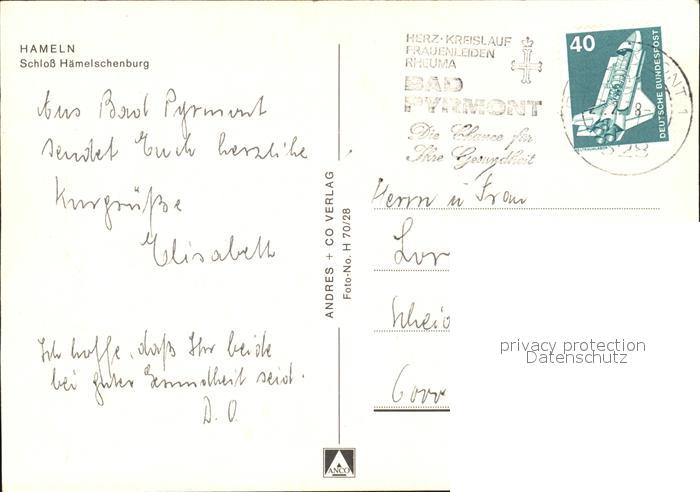 HAMELN
Schloß Hämelschenburg
Aus Bad Pyrmont
sendet Euch herzliche
Kurgrüße
Elisabeth
Ich hoffe, daß Ihr beide
bei guter Gesundheit seid.
D. O.
ANDRES + CO VERLAG
Foto-No. H 70/28
ANCO
HERZ·KREISLAUF
FRAUENLEIDEN
RHEUMA
BAD
PYRMONT
Die Chance für
Ihre Gesundheit
40
DEUTSCHE BUNDESPOST
Herrn u Frau
privacy protection
Datenschutz